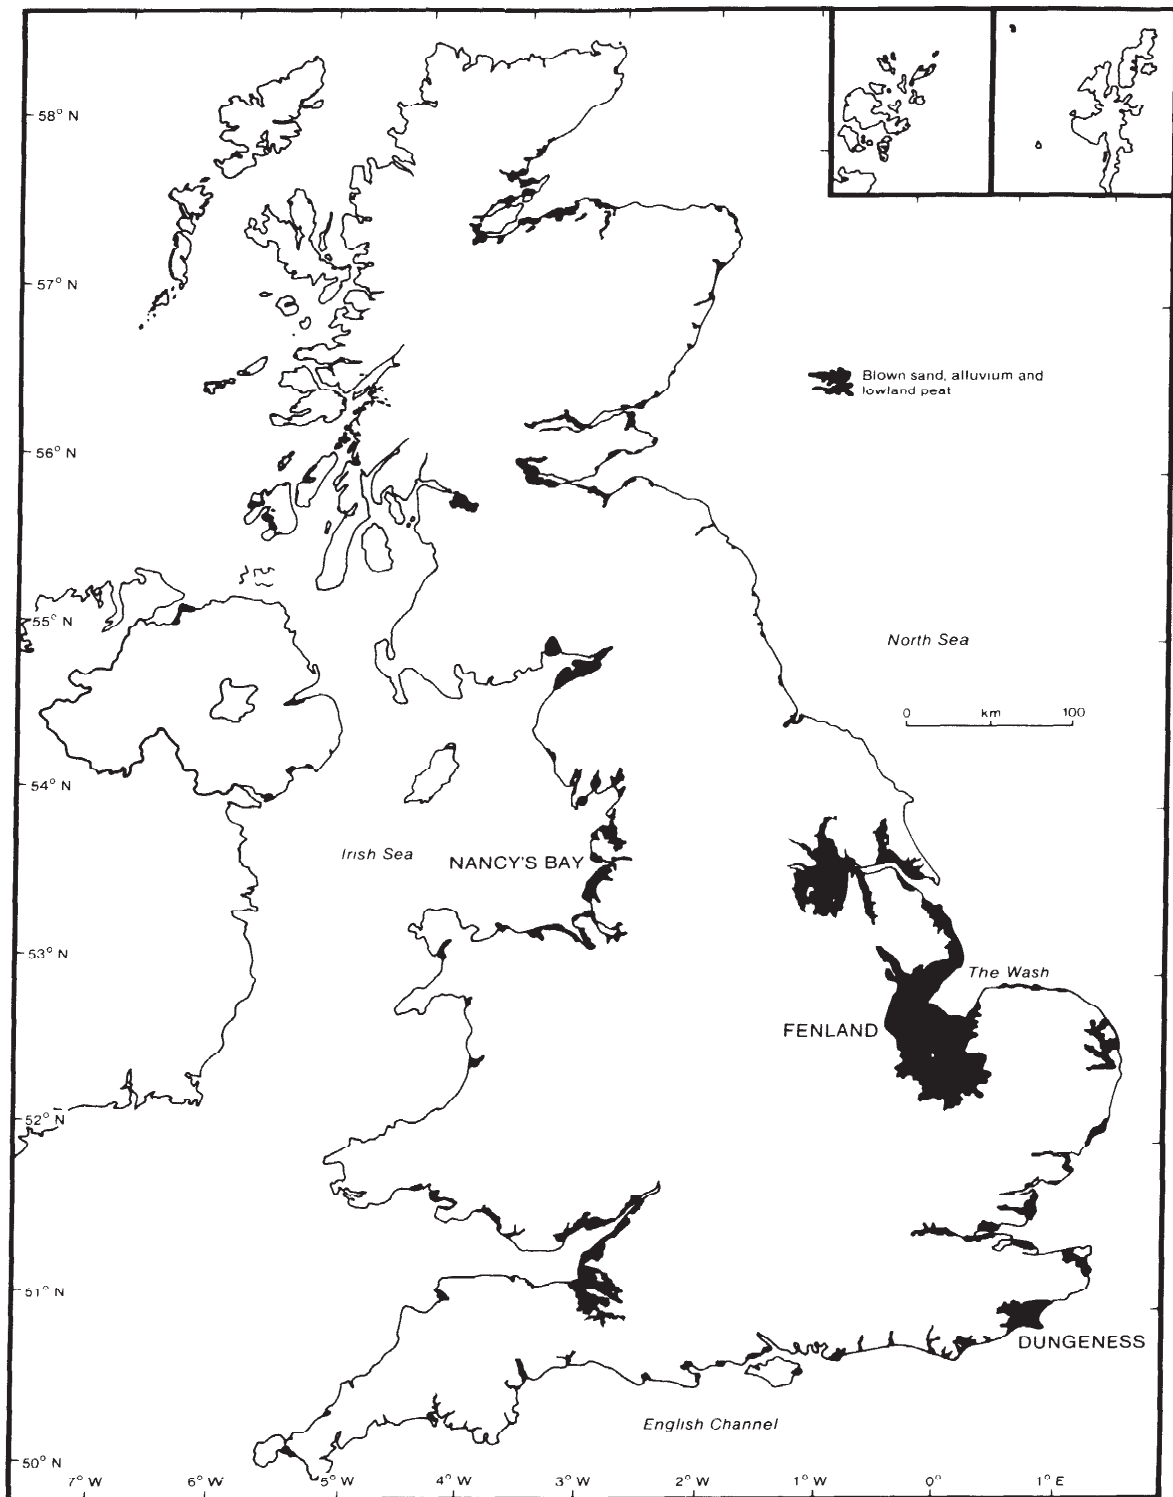 58° N
57° N
Blown sand, alluvium and
lowland peat
56° N
55° N
North Sea
0 km 100
54° N
Irish Sea
NANCY'S BAY
53° N
The Wash
FENLAND
52° N
51° N
DUNGENESS
English Channel
50° N
7° W 6° W 5° W 4° W 3° W 2° W 1° W 0° 1° E